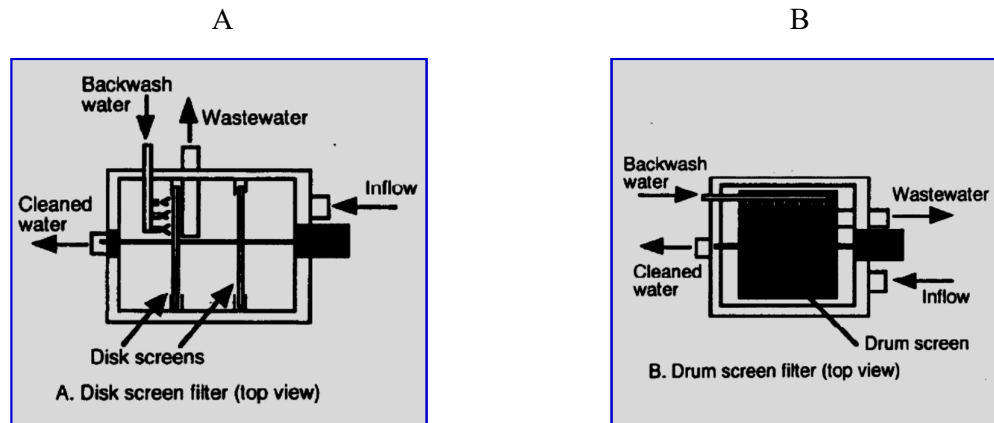 A
B
Backwash
water
Wastewater
Inflow
Cleaned
water
Disk screens
A. Disk screen filter (top view)
Backwash
water
Wastewater
Cleaned
water
Inflow
Drum screen
B. Drum screen filter (top view)